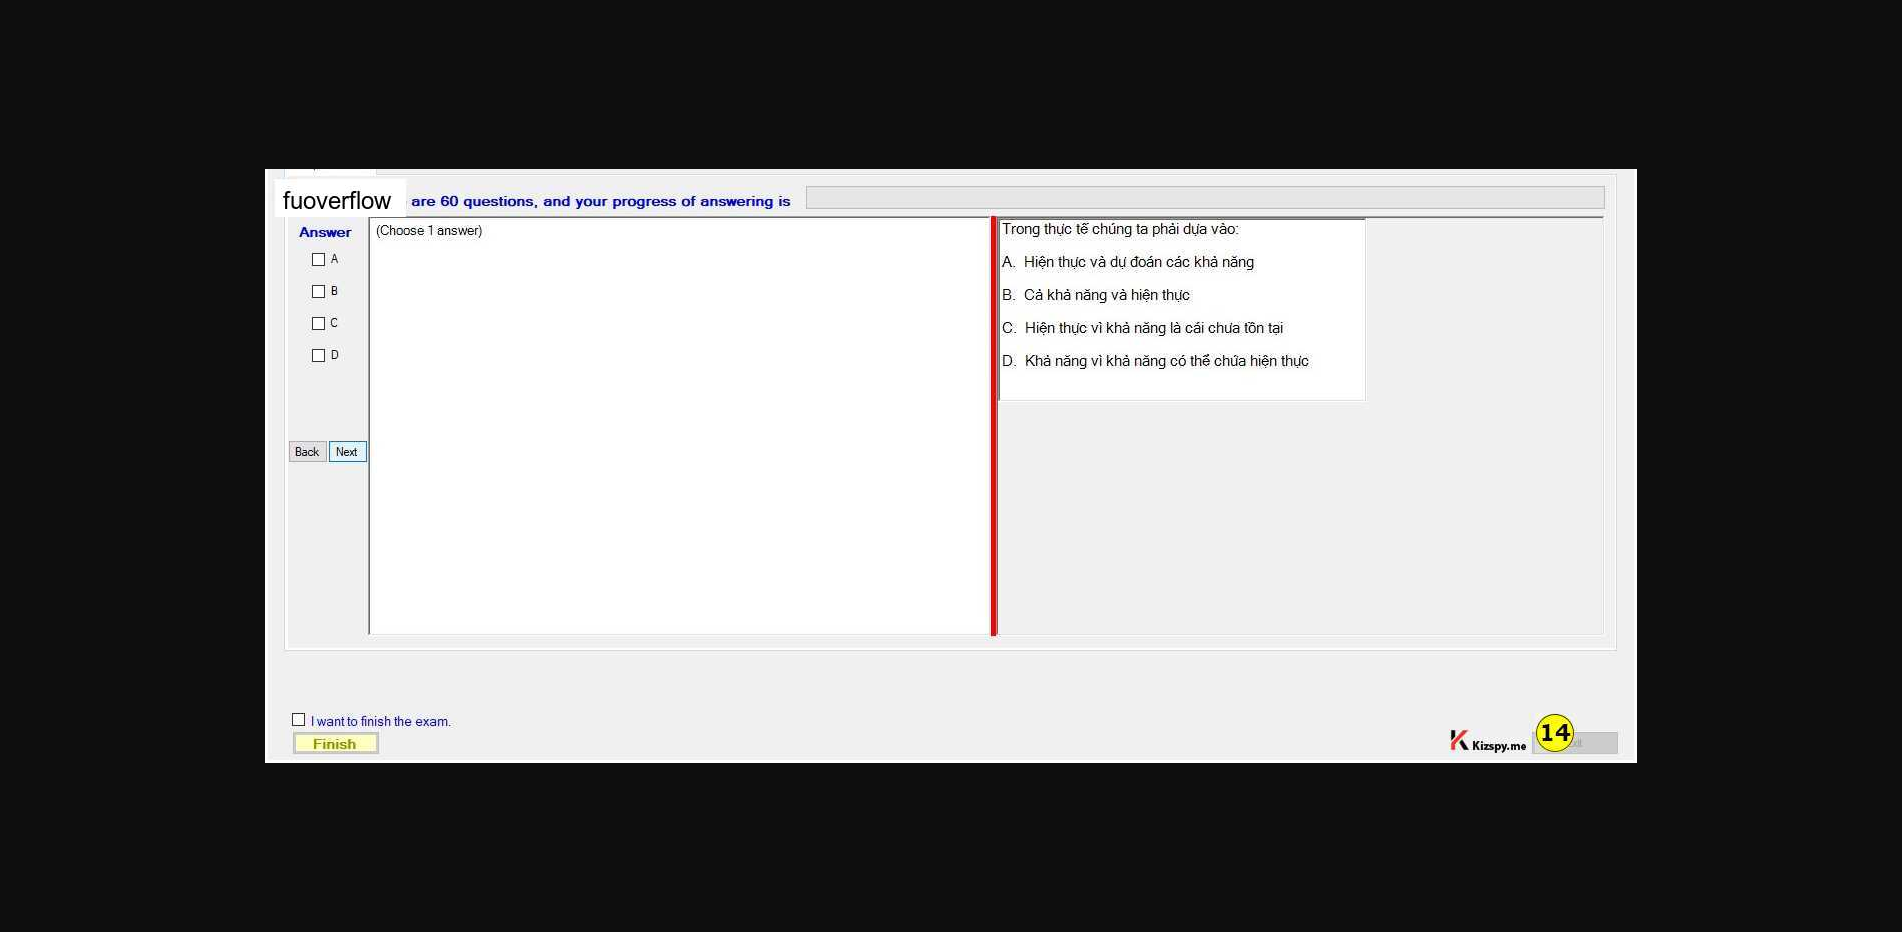 fuoverflow are 60 questions, and your progress of answering is
Answer
(Choose 1 answer)
A
B
C
D
Back Next
Trong thực tế chúng ta phải dựa vào:
A. Hiện thực và dự đoán các khả năng
B. Cả khả năng và hiện thực
C. Hiện thực vì khả năng là cái chưa tồn tại
D. Khả năng vì khả năng có thể chứa hiện thực
I want to finish the exam.
Finish
Kizspy.me
14